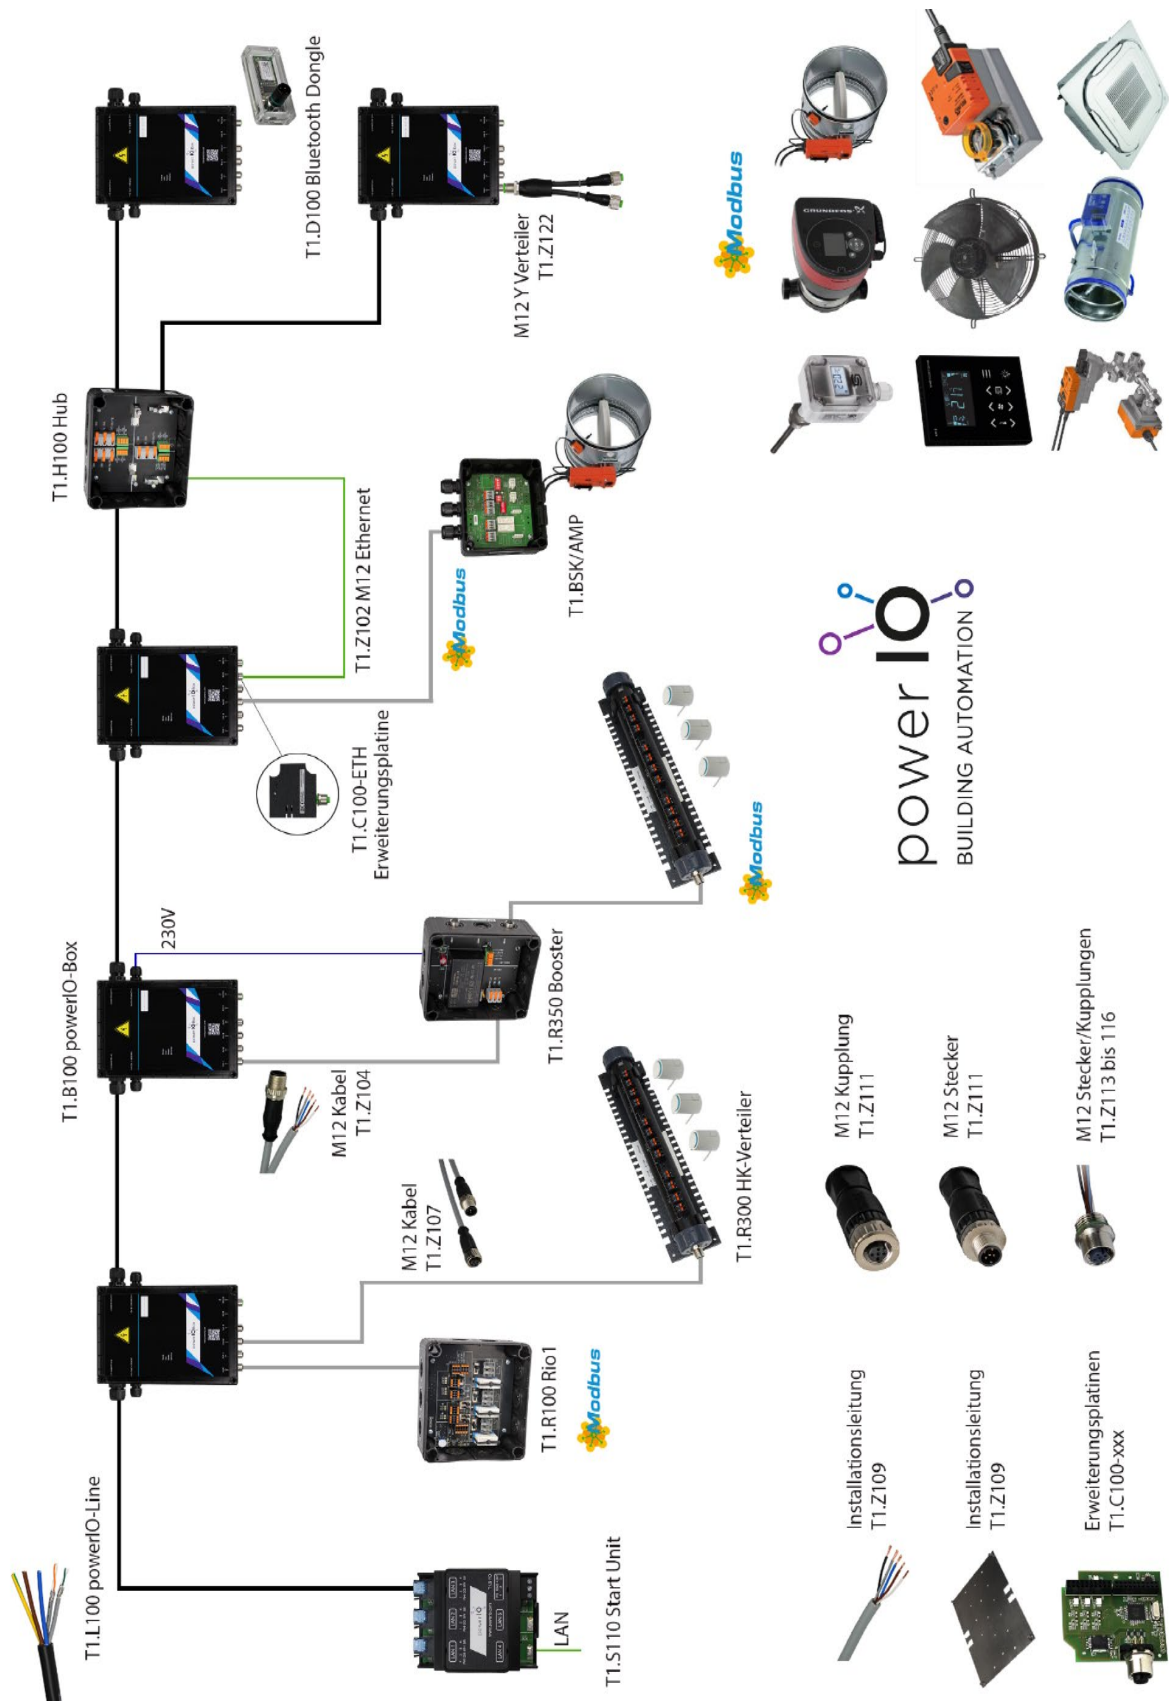 T1.L100 powerIO-Line
T1.S110 Start Unit
LAN
T1.R100 Rio1
Modbus
M12 Kabel
T1.Z107
T1.R300 HK-Verteiler
T1.B100 powerIO-Box
M12 Kabel
T1.Z104
230V
T1.R350 Booster
Modbus
T1.C100-ETH
Erweiterungsplatine
T1.Z102 M12 Ethernet
Modbus
T1.BSK/AMP
T1.H100 Hub
T1.D100 Bluetooth Dongle
M12 Y Verteiler
T1.Z122
Modbus
GRUNDFOS
Installationsleitung
T1.Z109
Installationsleitung
T1.Z109
Erweiterungsplatinen
T1.C100-xxx
M12 Kupplung
T1.Z111
M12 Stecker
T1.Z111
M12 Stecker/Kupplungen
T1.Z113 bis 116
power IO
BUILDING AUTOMATION